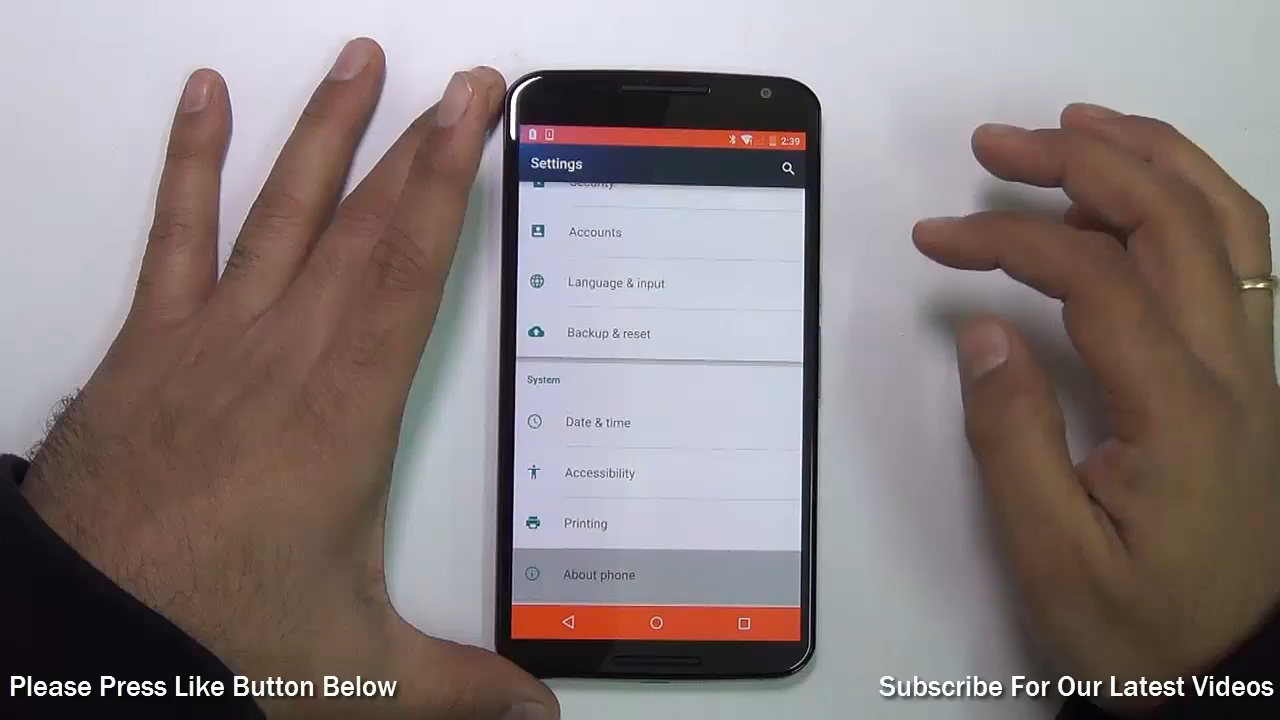 2:39
Settings
Security
Accounts
Language & input
Backup & reset
System
Date & time
Accessibility
Printing
About phone
Please Press Like Button Below
Subscribe For Our Latest Videos